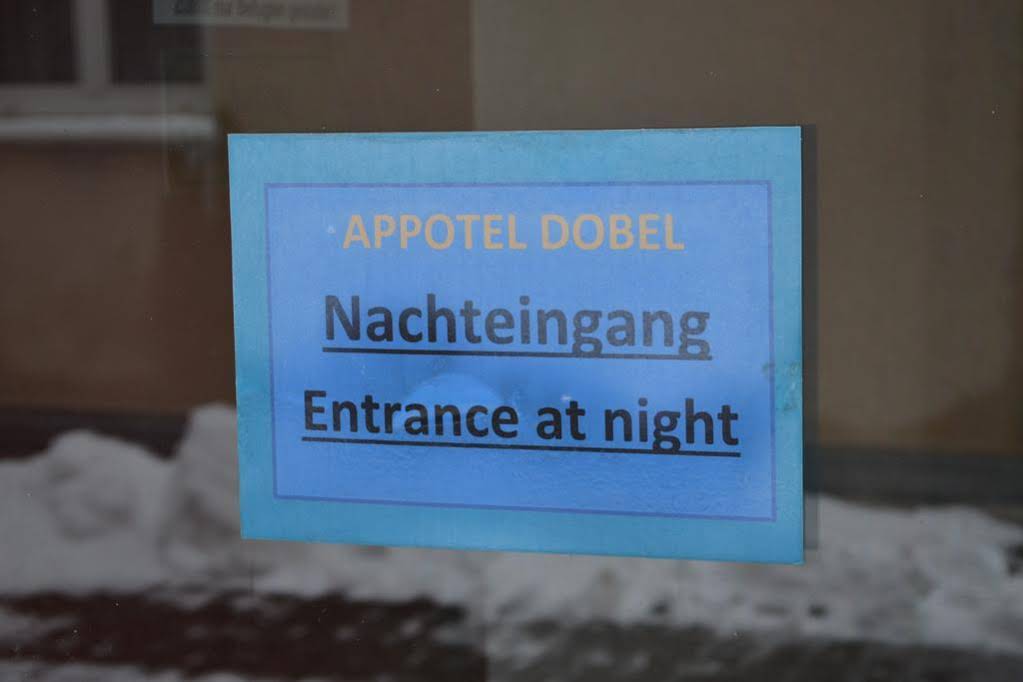 APPOTEL DOBEL
Nachteingang
Entrance at night